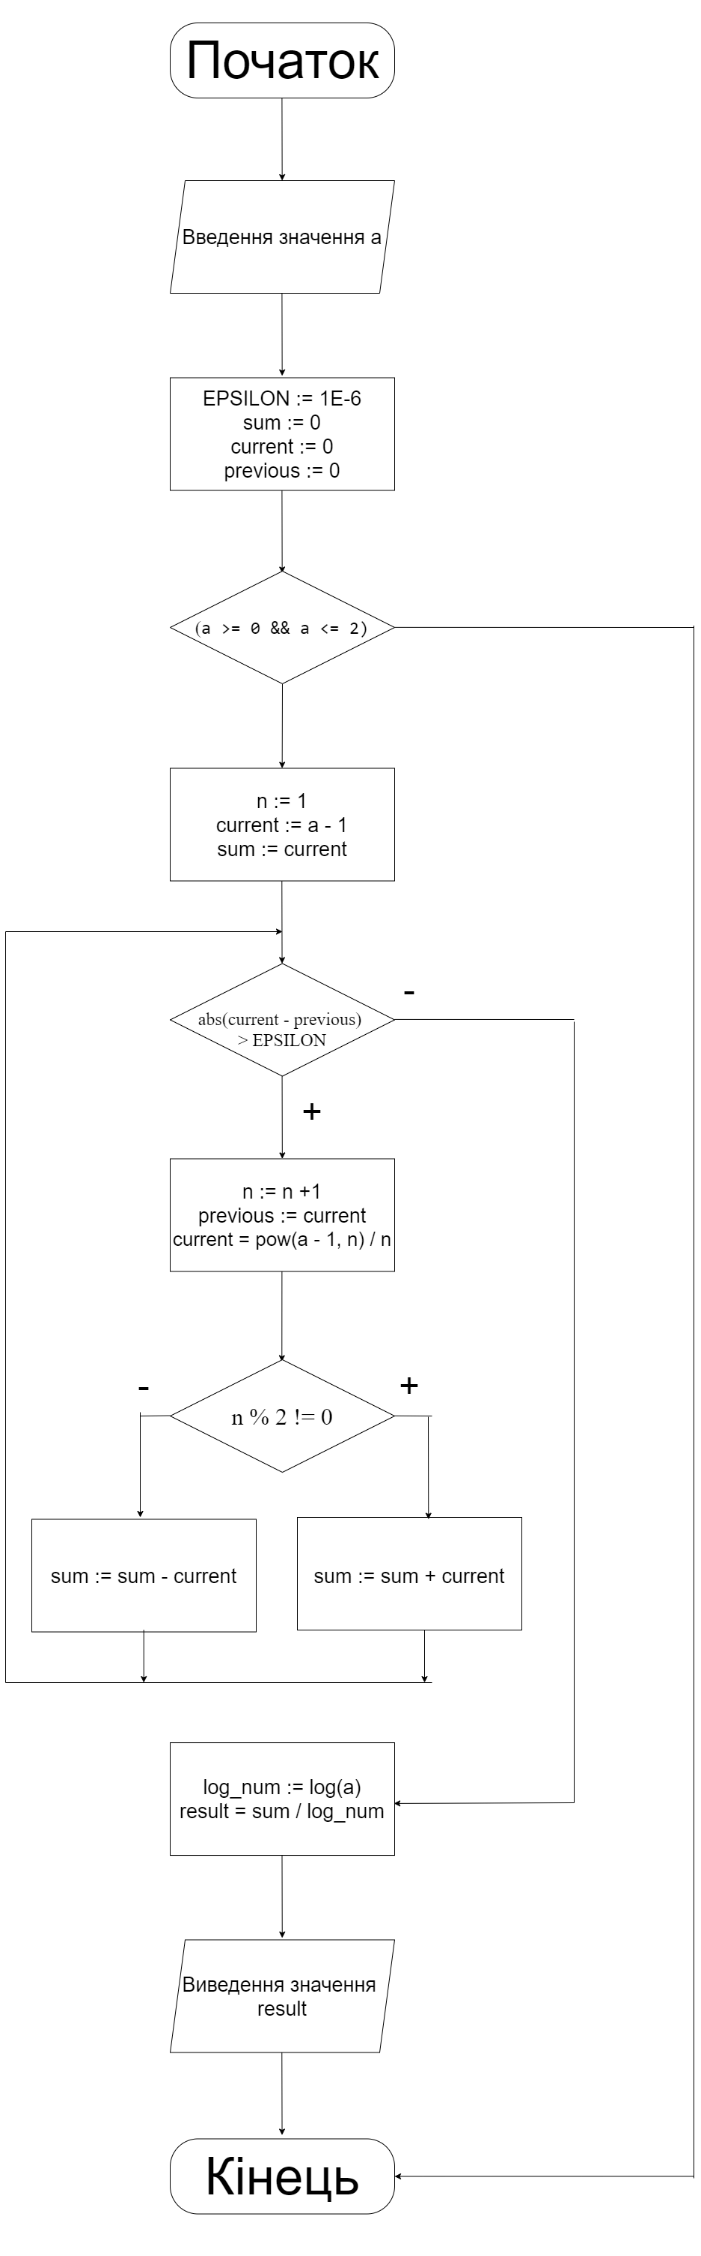 Початок
Введення значення a
EPSILON := 1E-6
sum := 0
current := 0
previous := 0
(a >= 0 && a <= 2)
n := 1
current := a - 1
sum := current
-
abs(current - previous)
> EPSILON
+
n := n +1
previous := current
current = pow(a - 1, n) / n
-
+
n % 2 != 0
sum := sum - current
sum := sum + current
log_num := log(a)
result = sum / log_num
Виведення значення
result
Кінець